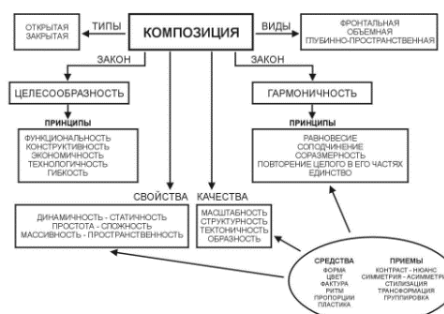 ОТКРЫТАЯ
ЗАКРЫТАЯ
ТИПЫ
КОМПОЗИЦИЯ
ВИДЫ
ФРОНТАЛЬНАЯ
ОБЪЕМНАЯ
ГЛУБИННО-ПРОСТРАНСТВЕННАЯ
ЗАКОН
ЗАКОН
ЦЕЛЕСООБРАЗНОСТЬ
ГАРМОНИЧНОСТЬ
ПРИНЦИПЫ
ФУНКЦИОНАЛЬНОСТЬ
КОНСТРУКТИВНОСТЬ
ЭКОНОМИЧНОСТЬ
ТЕХНОЛОГИЧНОСТЬ
ГИБКОСТЬ
ПРИНЦИПЫ
РАВНОВЕСИЕ
СОПОДЧИНЕНИЕ
СОРАЗМЕРНОСТЬ
ПОВТОРЕНИЕ ЦЕЛОГО В ЕГО ЧАСТЯХ
ЕДИНСТВО
СВОЙСТВА
КАЧЕСТВА
ДИНАМИЧНОСТЬ - СТАТИЧНОСТЬ
ПРОСТОТА - СЛОЖНОСТЬ
МАССИВНОСТЬ - ПРОСТРАНСТВЕННОСТЬ
МАСШТАБНОСТЬ
СТРУКТУРНОСТЬ
ТЕКТОНИЧНОСТЬ
ОБРАЗНОСТЬ
СРЕДСТВА
ФОРМА
ЦВЕТ
ФАКТУРА
РИТМ
ПРОПОРЦИИ
ПЛАСТИКА
ПРИЕМЫ
КОНТРАСТ - НЮАНС
СИММЕТРИЯ - АСИММЕТРИЯ
СТИЛИЗАЦИЯ
ТРАНСФОРМАЦИЯ
ГРУППИРОВКА